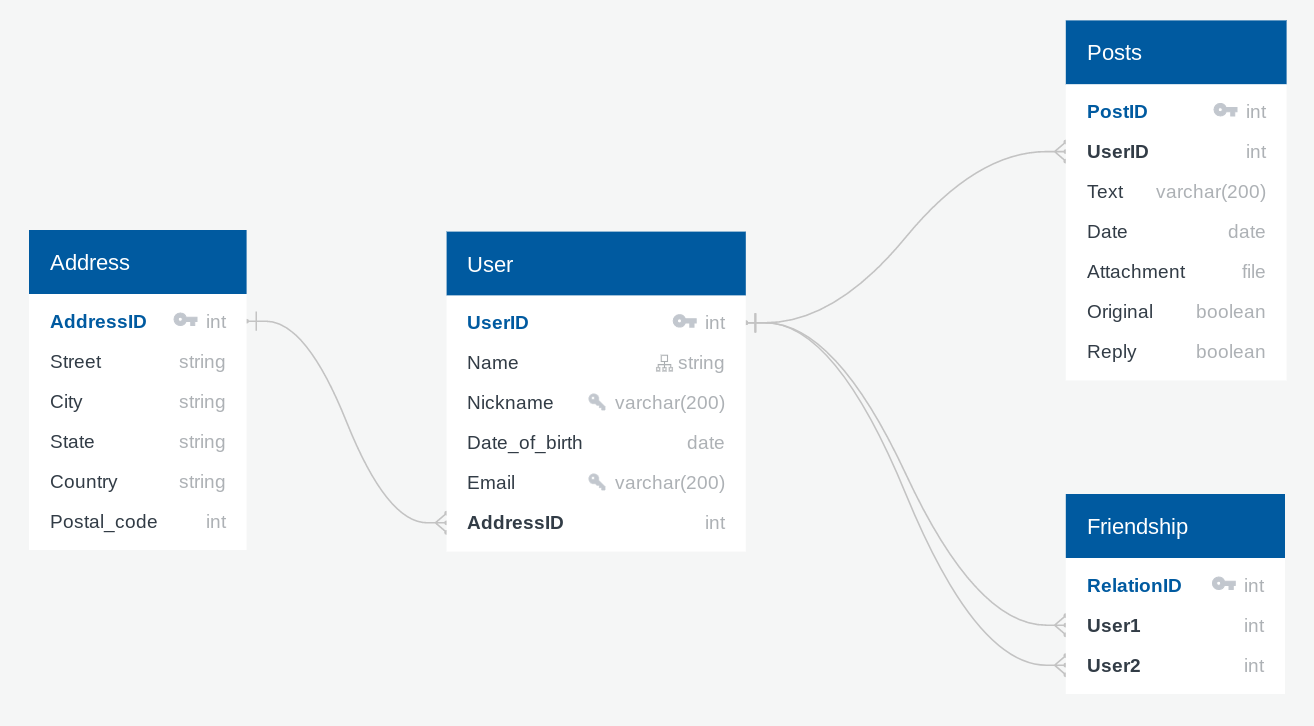 Address
AddressID int
Street string
City string
State string
Country string
Postal_code int
User
UserID int
Name string
Nickname varchar(200)
Date_of_birth date
Email varchar(200)
AddressID int
Posts
PostID int
UserID int
Text varchar(200)
Date date
Attachment file
Original boolean
Reply boolean
Friendship
RelationID int
User1 int
User2 int